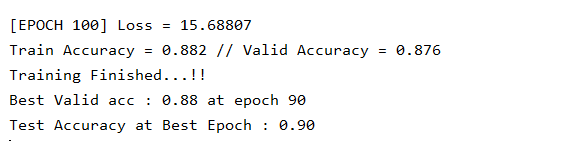 [EPOCH 100] Loss = 15.68807
Train Accuracy = 0.882 // Valid Accuracy = 0.876
Training Finished...!!
Best Valid acc : 0.88 at epoch 90
Test Accuracy at Best Epoch : 0.90